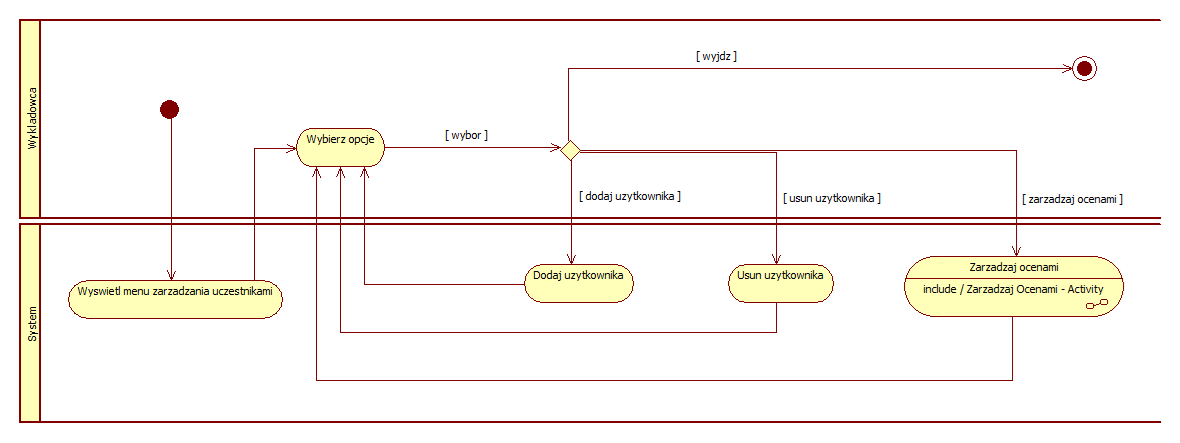 Wykladowca
[ wyjdz ]
Wybierz opcje
[ wybor ]
[ dodaj uzytkownika ]
[ usun uzytkownika ]
[ zarzadzaj ocenami ]
System
Wyswietl menu zarzadzania uczestnikami
Dodaj uzytkownika
Usun uzytkownika
Zarzadzaj ocenami
include / Zarzadzaj Ocenami - Activity